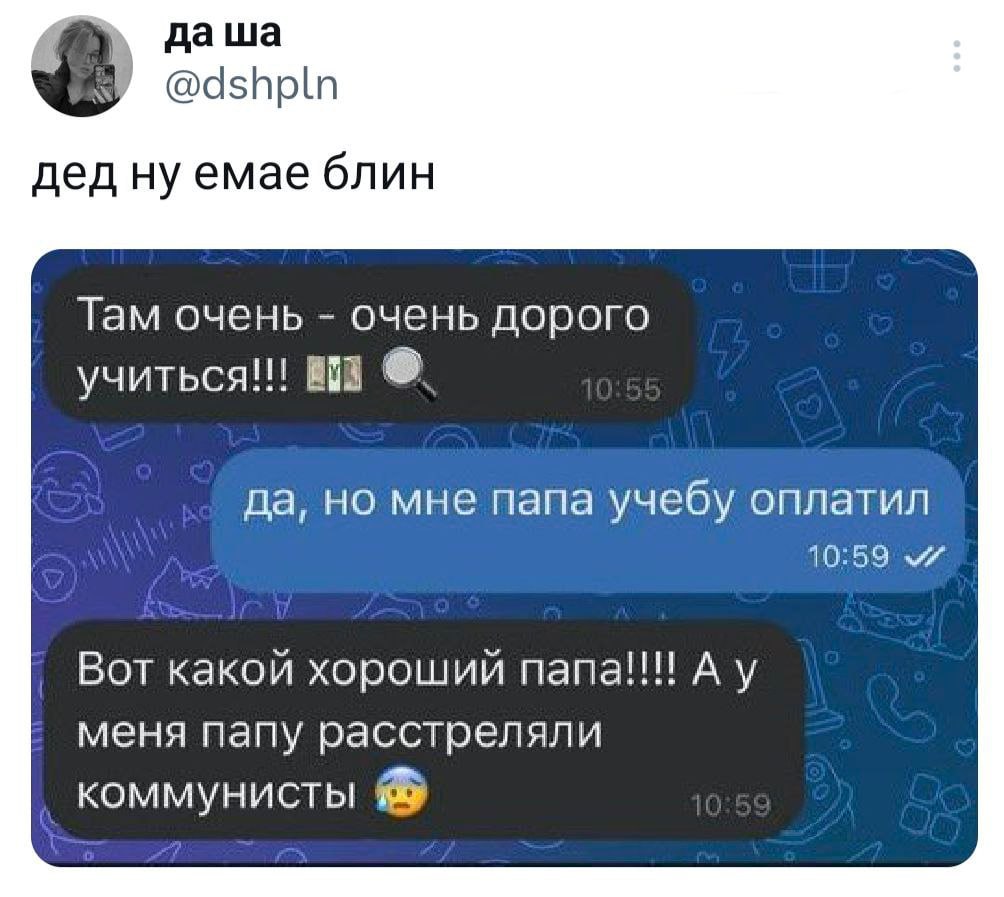 да ша
@dshpln
дед ну емае блин
Там очень - очень дорого
учиться!!! 💴 🔍
10:55
да, но мне папа учебу оплатил
10:59
Вот какой хороший папа!!!! А у
меня папу расстреляли
коммунисты 😰
10:59